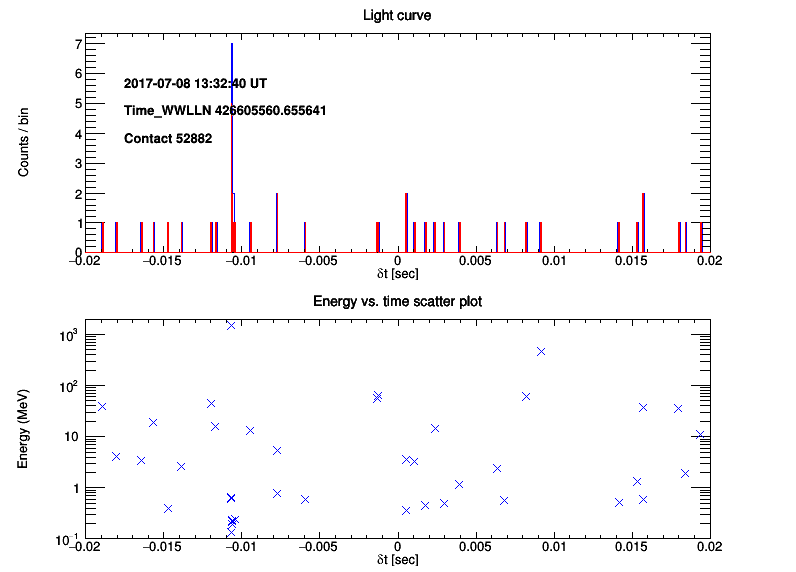 Light curve
Counts / bin
7
6
5
4
3
2
1
0
2017-07-08 13:32:40 UT
Time_WWLLN 426605560.655641
Contact 52882
−0.02 −0.015 −0.01 −0.005 0 0.005 0.01 0.015 0.02
δt [sec]
Energy vs. time scatter plot
Energy (MeV)
10³
10²
10
1
10⁻¹
−0.02 −0.015 −0.01 −0.005 0 0.005 0.01 0.015 0.02
δt [sec]